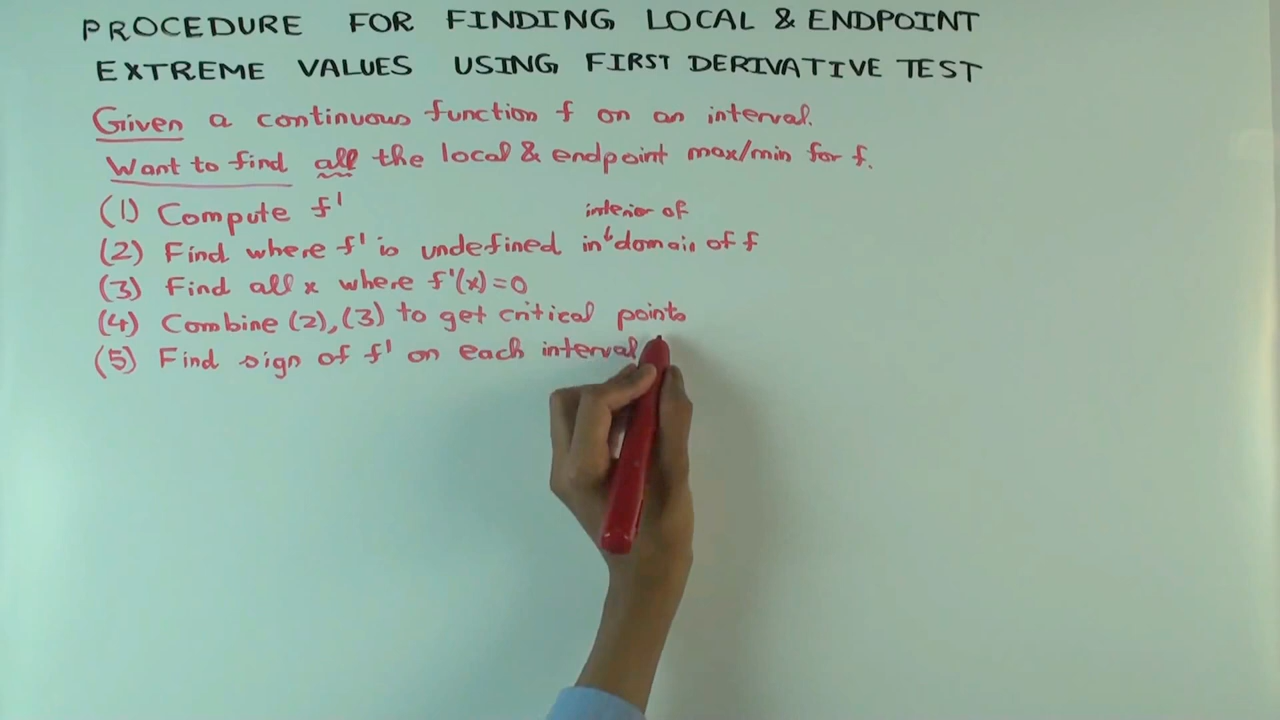 PROCEDURE FOR FINDING LOCAL & ENDPOINT
EXTREME VALUES USING FIRST DERIVATIVE TEST
Given a continuous function f on an interval.
Want to find all the local & endpoint max/min for f.
(1) Compute f'
interior of
(2) Find where f' is undefined in domain of f
(3) Find all x where f'(x)=0
(4) Combine (2), (3) to get critical points
(5) Find sign of f' on each interval